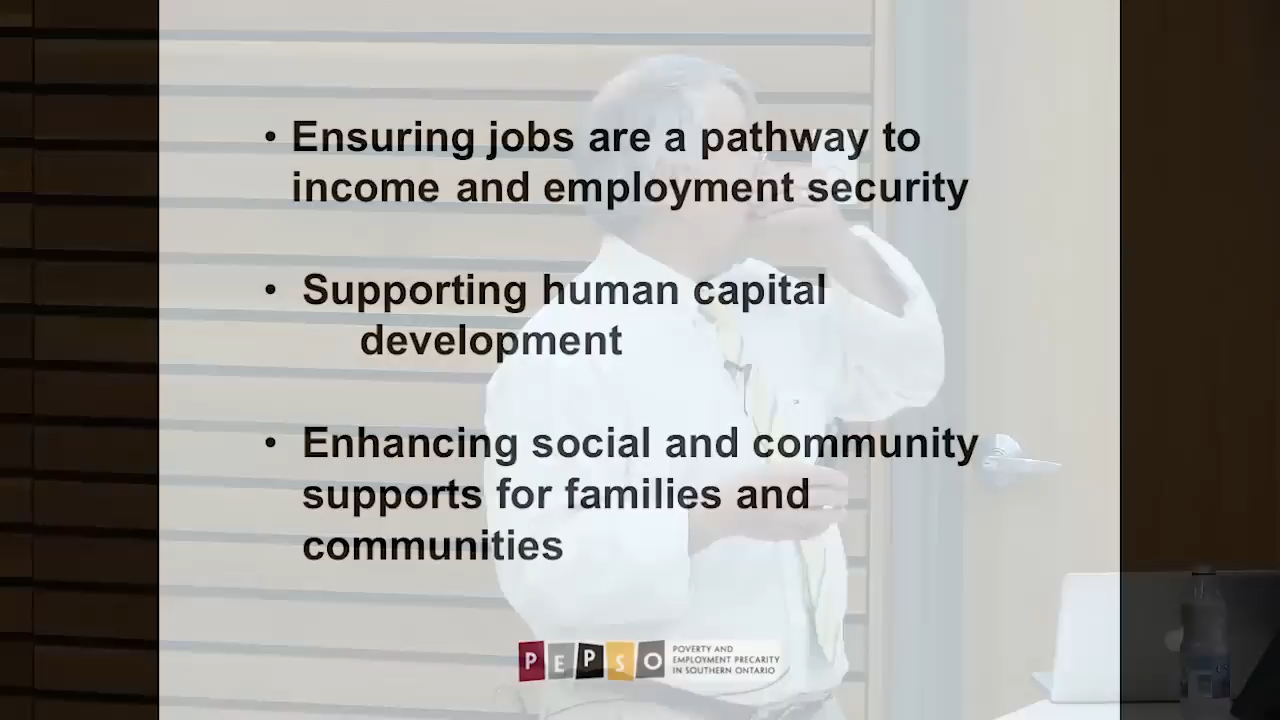 • Ensuring jobs are a pathway to
income and employment security
• Supporting human capital
development
• Enhancing social and community
supports for families and
communities
PEPSO
POVERTY AND
EMPLOYMENT PRECARITY
IN SOUTHERN ONTARIO